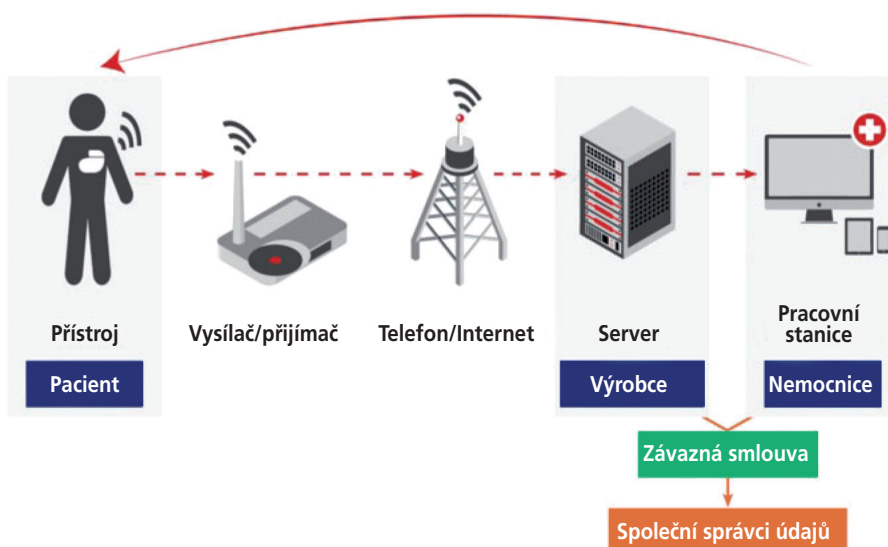 Přístroj
Vysílač/přijímač
Telefon/Internet
Server
Pracovní
stanice
Pacient
Výrobce
Nemocnice
Závazná smlouva
Společní správci údajů